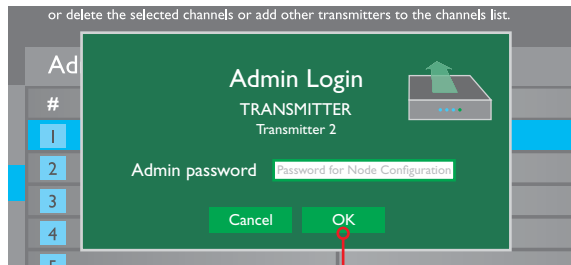 or delete the selected channels or add other transmitters to the channels list.
Ad
Admin Login
#
TRANSMITTER
1
Transmitter 2
2
Admin password
Password for Node Configuration
3
Cancel
OK
4
5